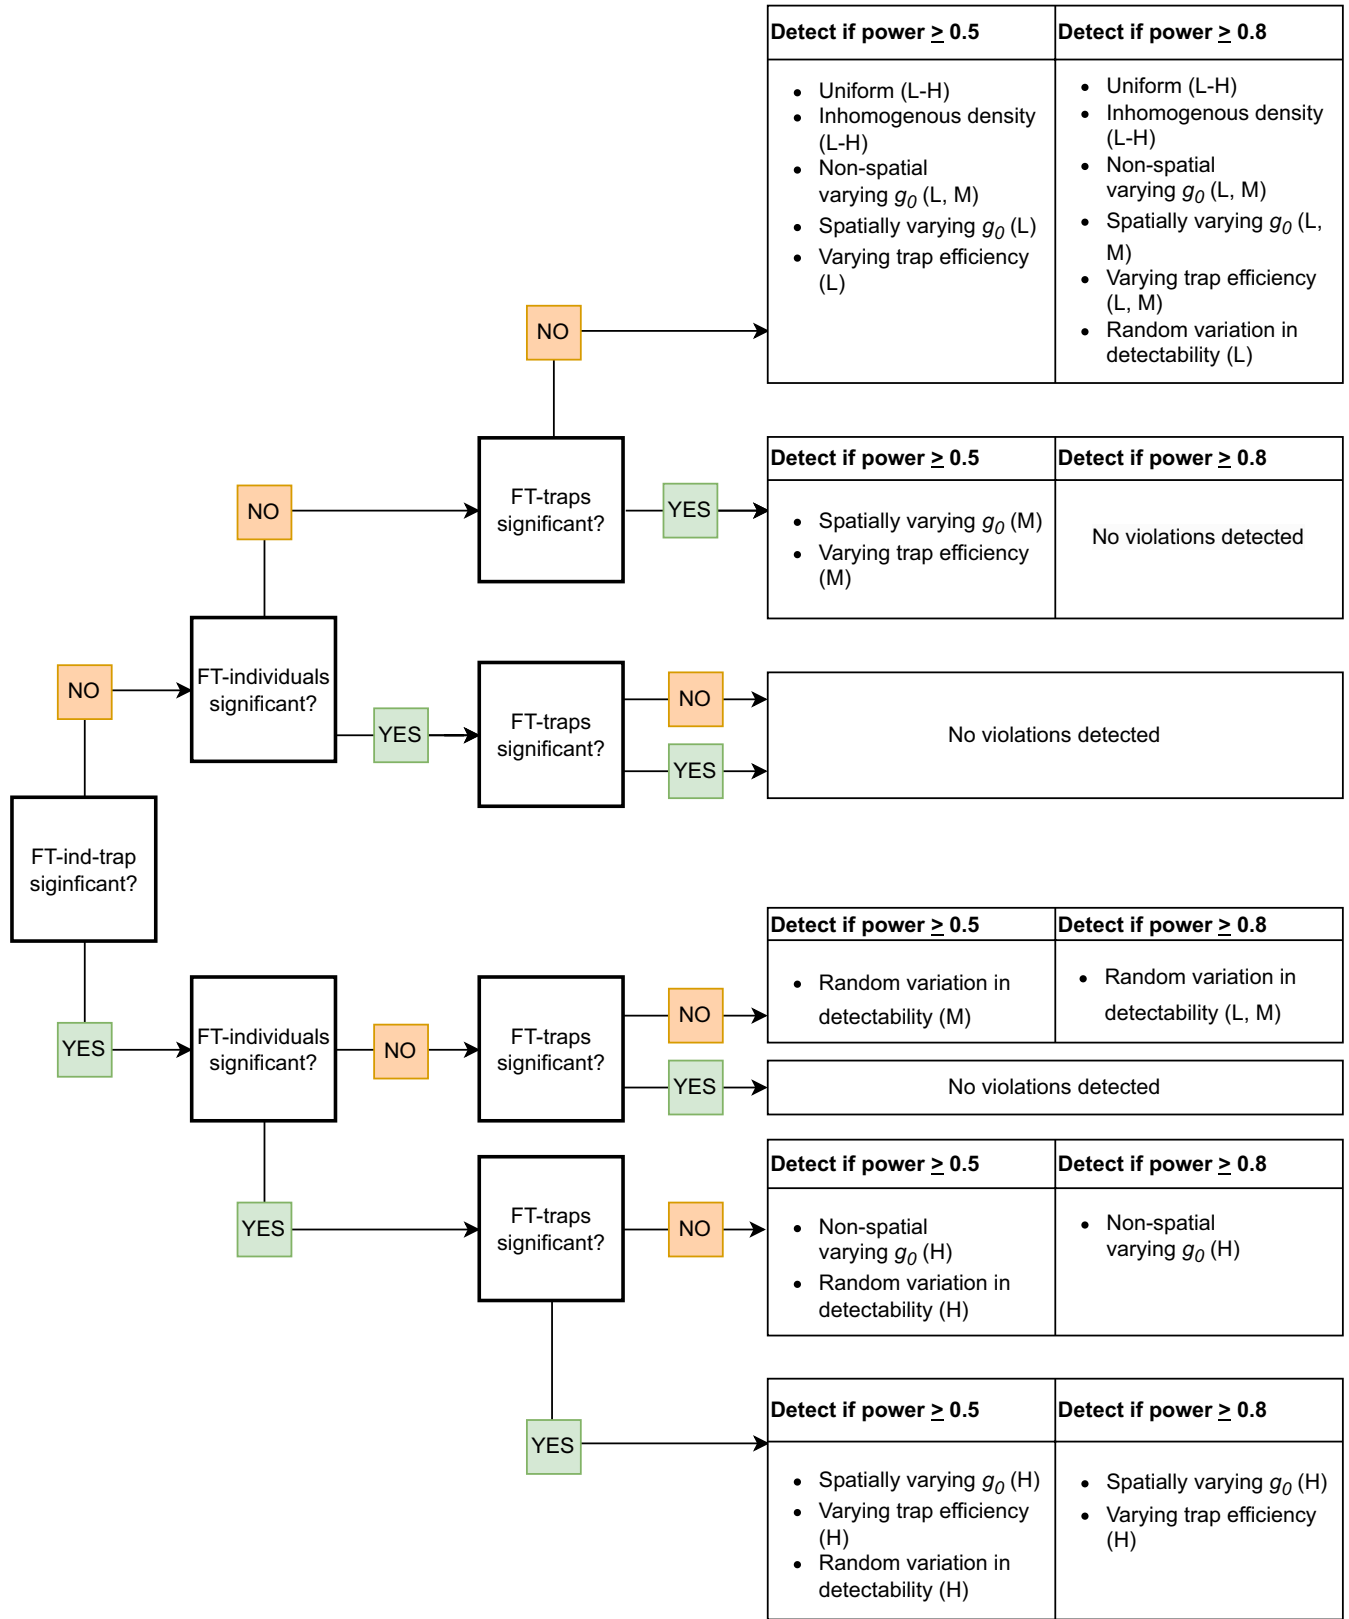 Detect if power ≥ 0.5
Detect if power ≥ 0.8
• Uniform (L-H)
• Inhomogenous density
(L-H)
• Non-spatial
varying g0 (L, M)
• Spatially varying g0 (L)
• Varying trap efficiency
(L)
• Uniform (L-H)
• Inhomogenous density
(L-H)
• Non-spatial
varying g0 (L, M)
• Spatially varying g0 (L,
M)
• Varying trap efficiency
(L, M)
• Random variation in
detectability (L)
NO
Detect if power ≥ 0.5
Detect if power ≥ 0.8
NO
FT-traps
significant?
YES
• Spatially varying g0 (M)
• Varying trap efficiency
(M)
No violations detected
NO
FT-individuals
significant?
YES
FT-traps
significant?
NO
YES
No violations detected
FT-ind-trap
siginficant?
Detect if power ≥ 0.5
Detect if power ≥ 0.8
YES
FT-individuals
significant?
NO
FT-traps
significant?
NO
• Random variation in
detectability (M)
• Random variation in
detectability (L, M)
YES
No violations detected
Detect if power ≥ 0.5
Detect if power ≥ 0.8
YES
FT-traps
significant?
NO
• Non-spatial
varying g0 (H)
• Random variation in
detectability (H)
• Non-spatial
varying g0 (H)
Detect if power ≥ 0.5
Detect if power ≥ 0.8
YES
• Spatially varying g0 (H)
• Varying trap efficiency
(H)
• Random variation in
detectability (H)
• Spatially varying g0 (H)
• Varying trap efficiency
(H)